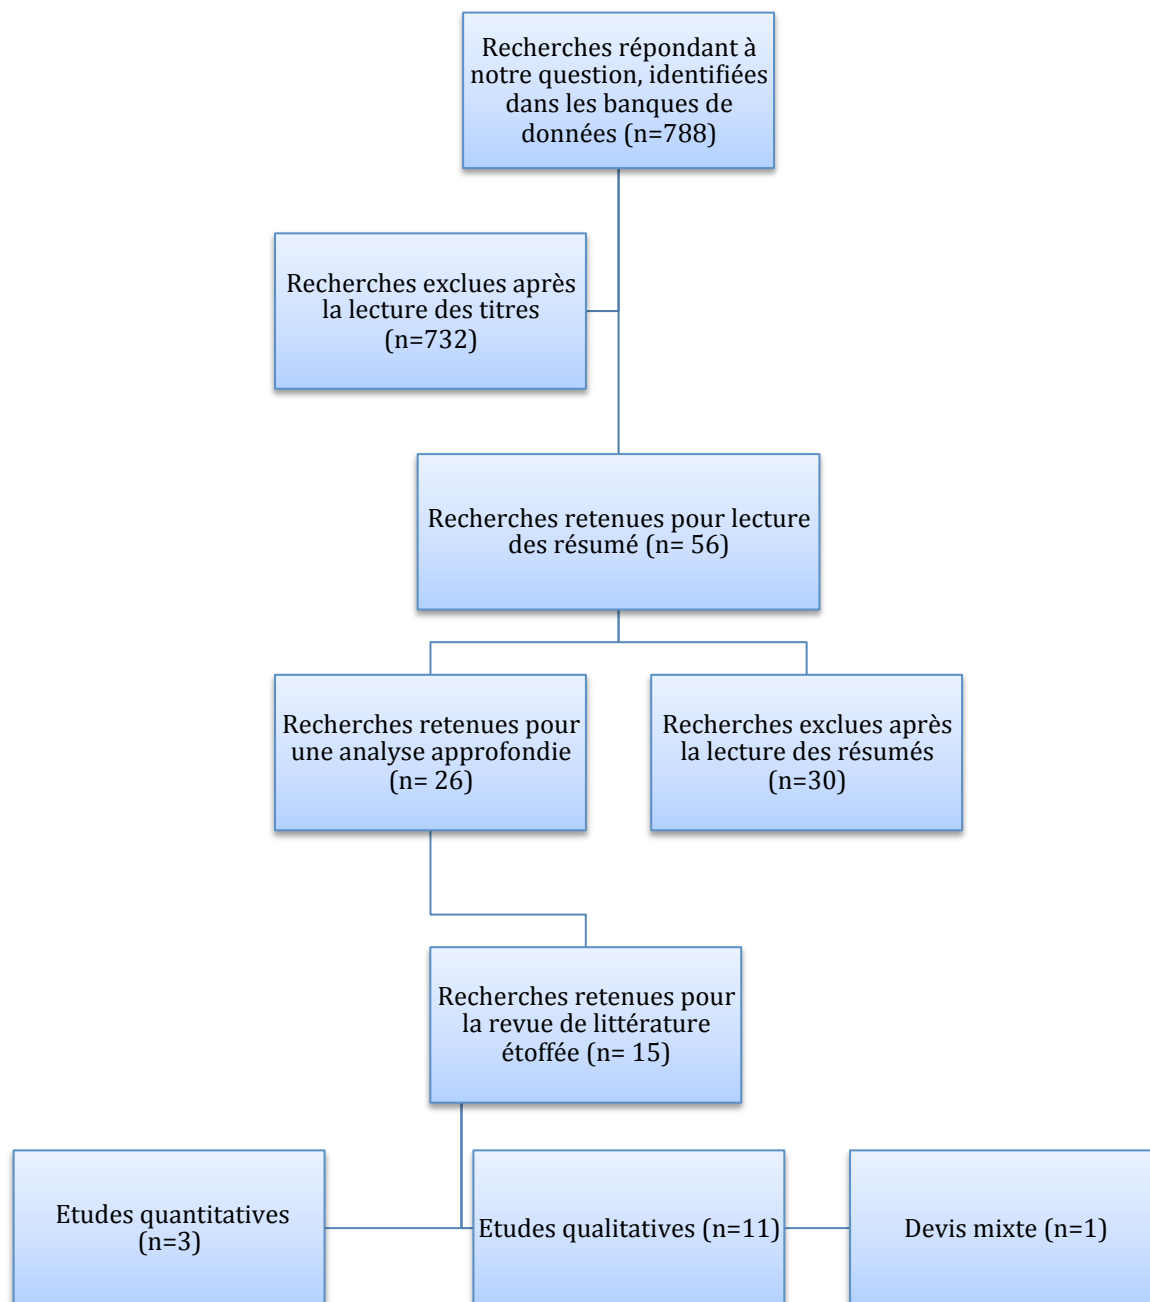 Recherches répondant à
notre question, identifiées
dans les banques de
données (n=788)
Recherches exclues après
la lecture des titres
(n=732)
Recherches retenues pour lecture
des résumé (n= 56)
Recherches retenues pour
une analyse approfondie
(n= 26)
Recherches exclues après
la lecture des résumés
(n=30)
Recherches retenues pour
la revue de littérature
étoffée (n= 15)
Etudes quantitatives
(n=3)
Etudes qualitatives (n=11)
Devis mixte (n=1)